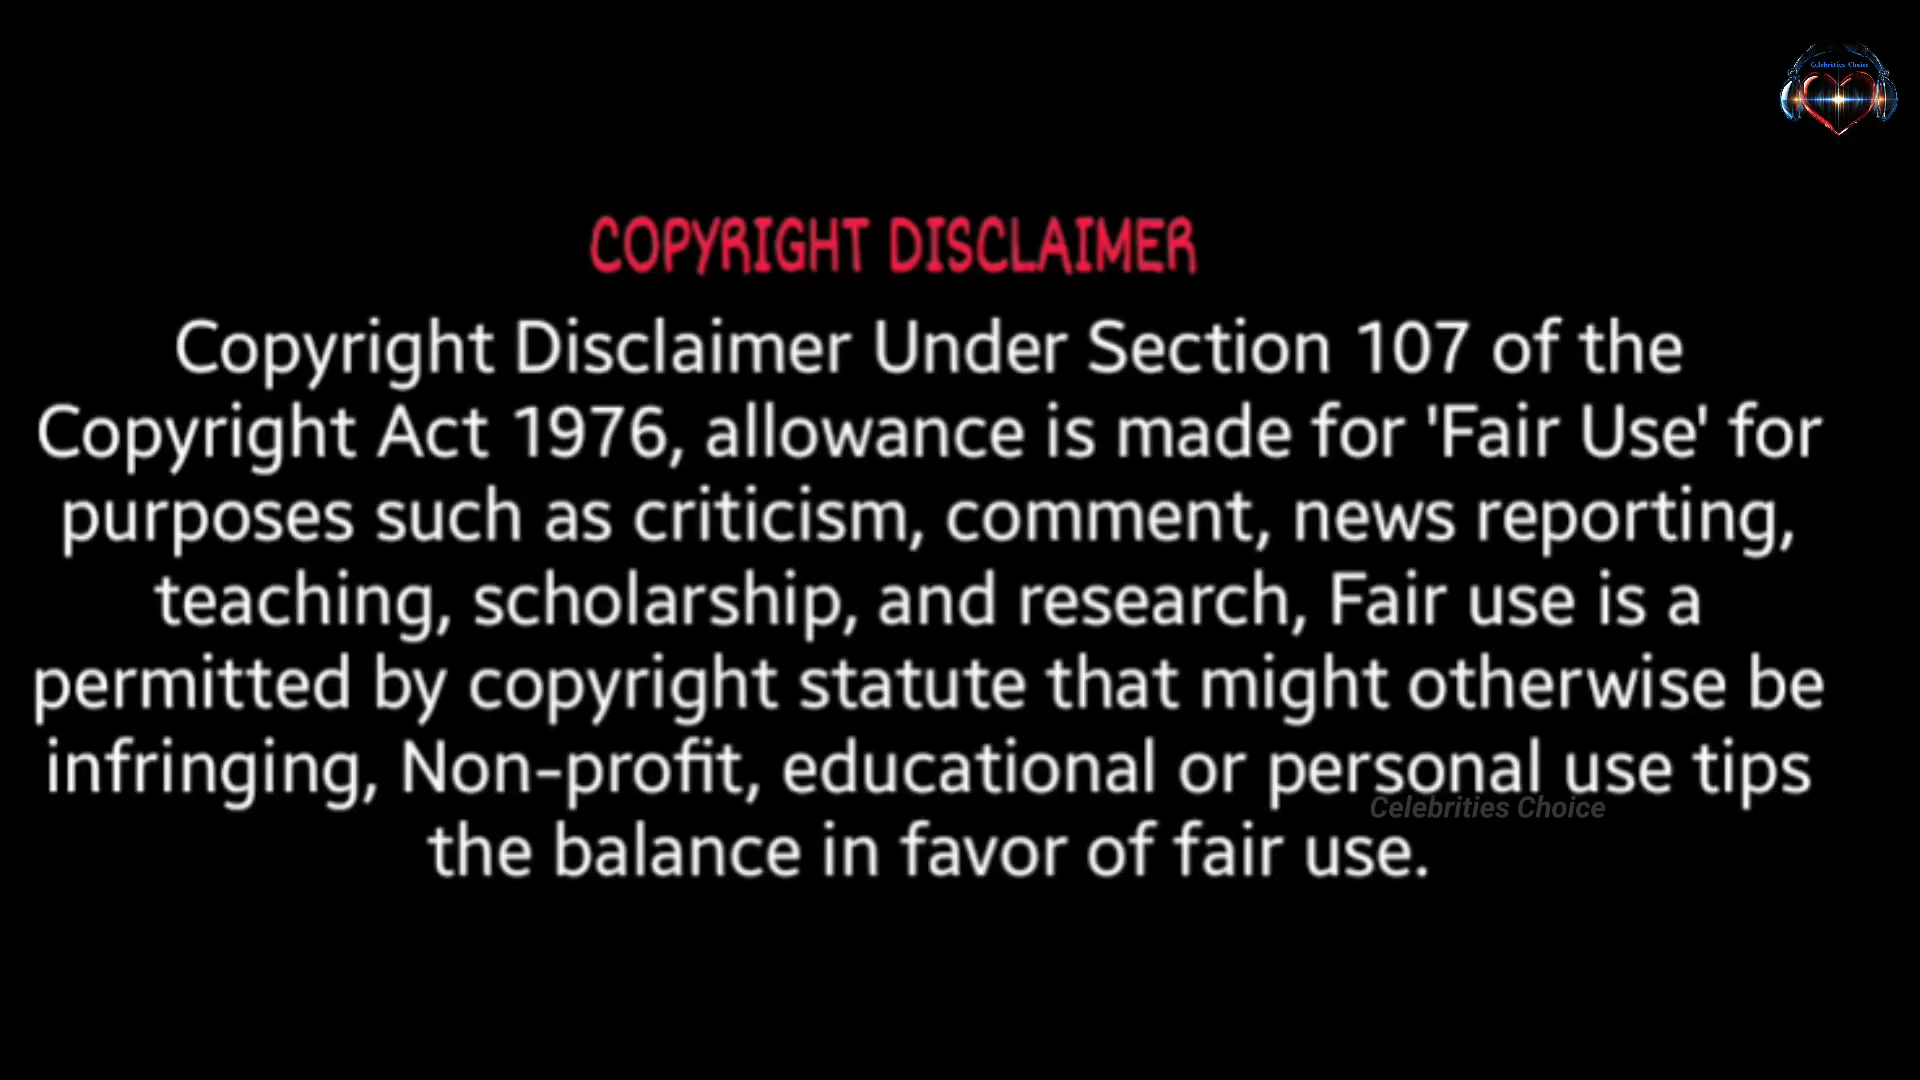 Celebrities Choice
COPYRIGHT DISCLAIMER
Copyright Disclaimer Under Section 107 of the
Copyright Act 1976, allowance is made for 'Fair Use' for
purposes such as criticism, comment, news reporting,
teaching, scholarship, and research, Fair use is a
permitted by copyright statute that might otherwise be
infringing, Non-profit, educational or personal use tips
Celebrities Choice
the balance in favor of fair use.